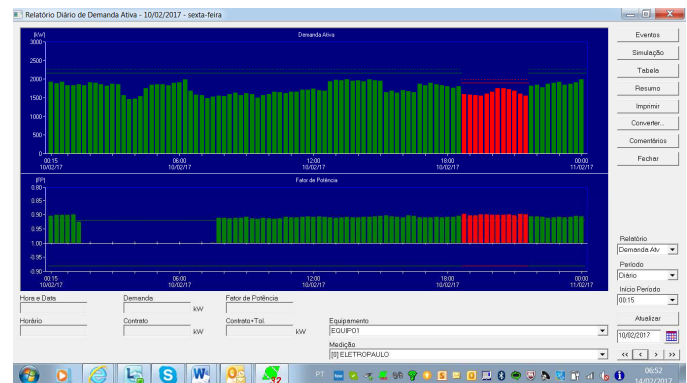 Relatório Diário de Demanda Ativa - 10/02/2017 - sexta-feira
[kW]
Demanda Ativa
3000
2500
2000
1500
1000
500
0
00:15
10/02/17
06:00
10/02/17
12:00
10/02/17
18:00
10/02/17
00:00
11/02/17
[FP]
Fator de Potência
0.80
0.85
0.90
0.95
1.00
-0.95
-0.90
00:15
10/02/17
06:00
10/02/17
12:00
10/02/17
18:00
10/02/17
00:00
11/02/17
Eventos
Simulação
Tabela
Resumo
Imprimir
Converter...
Comentários
Fechar
Relatório
Demanda Atv
Período
Diário
Início Período
00:15
Atualizar
10/02/2017
<< < > >>
Hora e Data
Demanda
kW
Fator de Potência
Horário
Contrato
kW
Contrato+Tol.
kW
Equipamento
EQUIP01
Medição
[0] ELETROPAULO
PT
06:52
14/02/2017